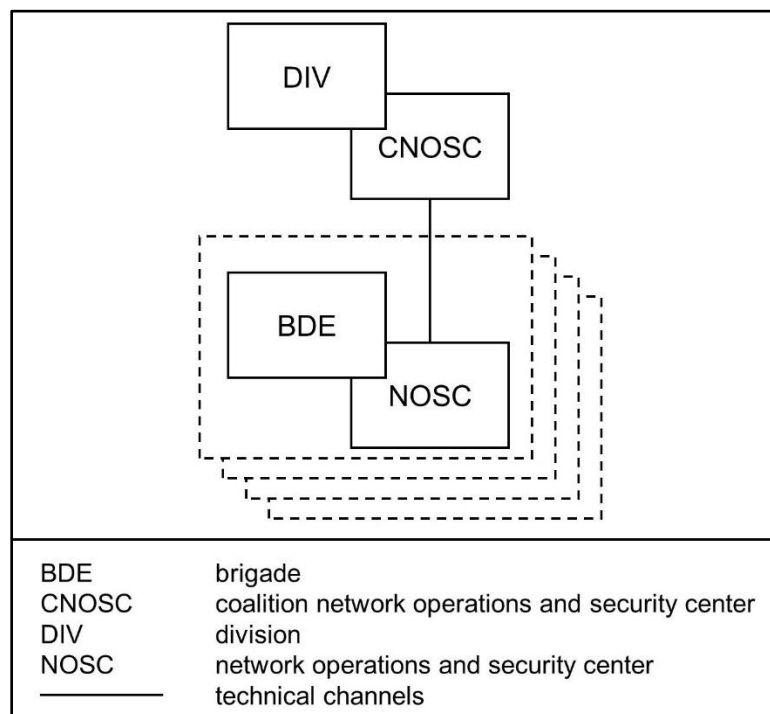 DIV
CNOSC
BDE
NOSC
BDE brigade
CNOSC coalition network operations and security center
DIV division
NOSC network operations and security center
technical channels